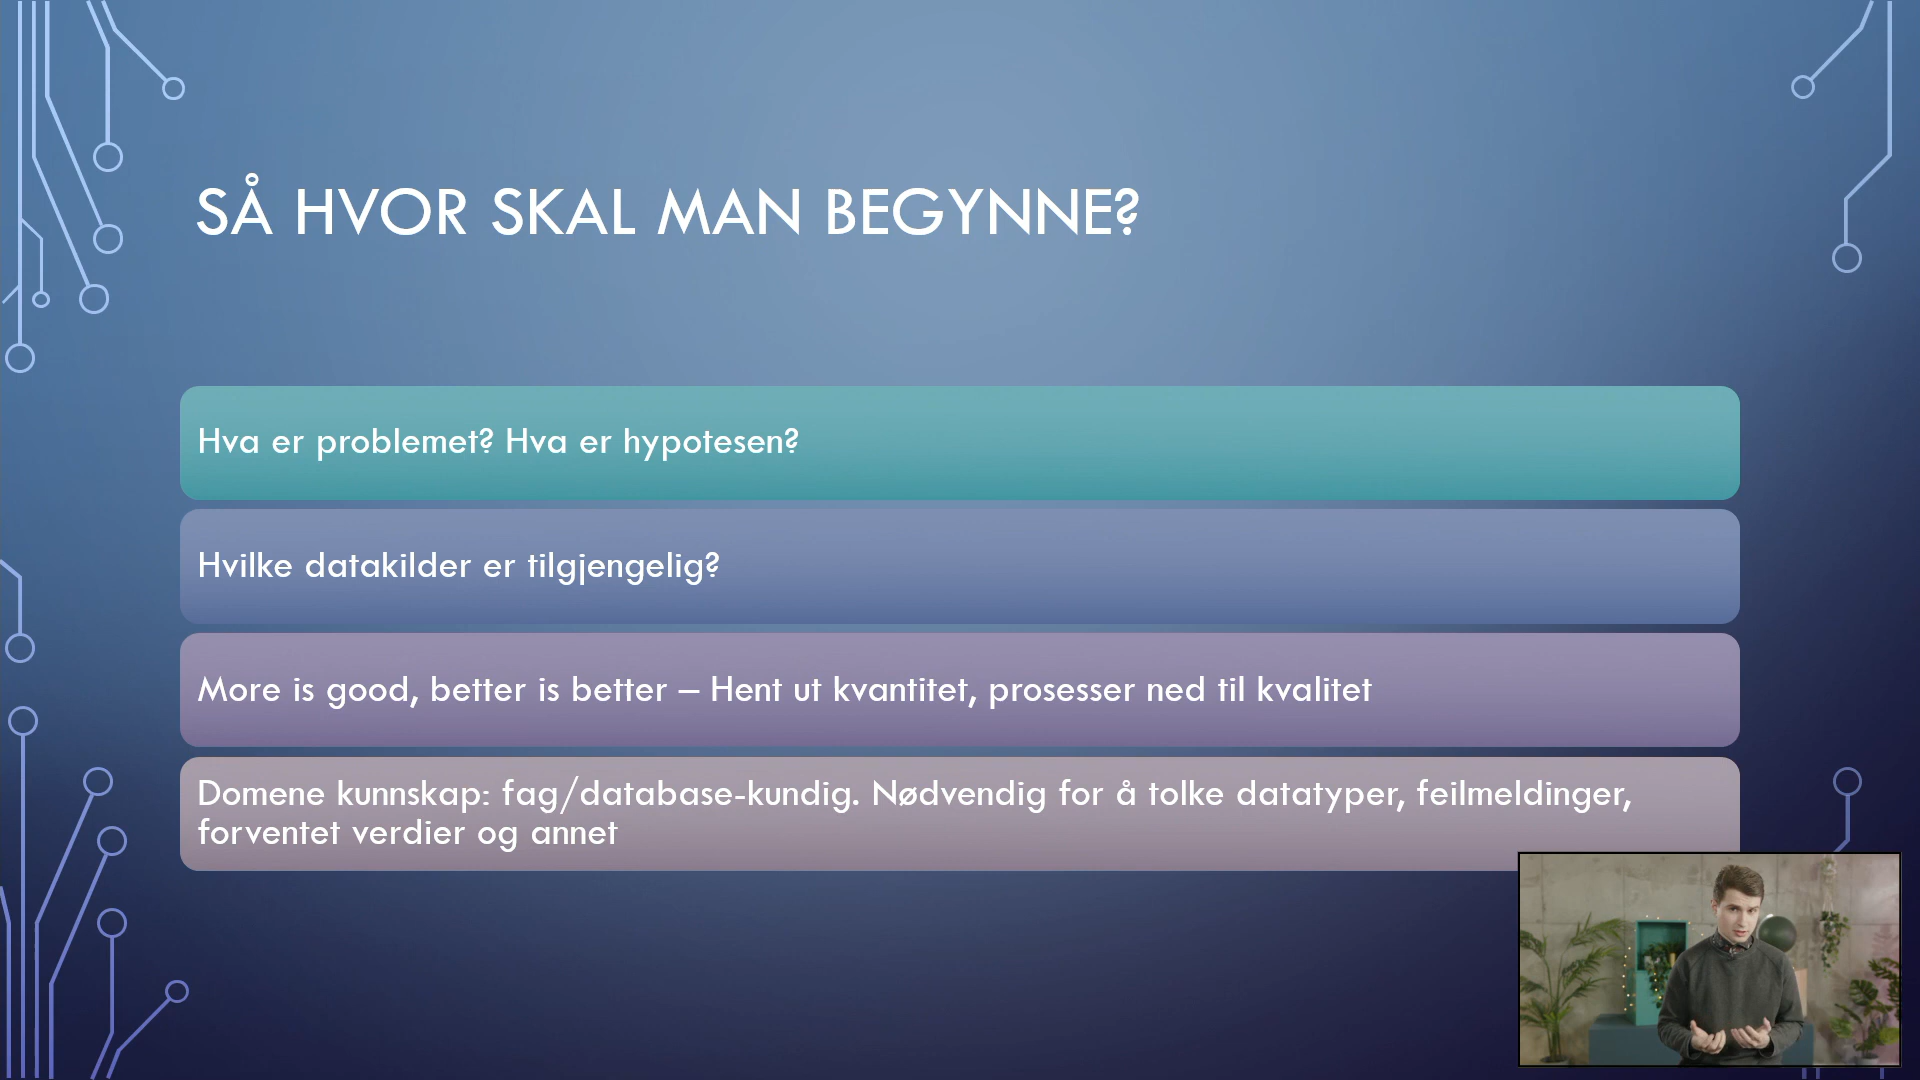 SÅ HVOR SKAL MAN BEGYNNE?
Hva er problemet? Hva er hypotesen?
Hvilke datakilder er tilgjengelig?
More is good, better is better – Hent ut kvantitet, prosesser ned til kvalitet
Domene kunnskap: fag/database-kundig. Nødvendig for å tolke datatyper, feilmeldinger,
forventet verdier og annet